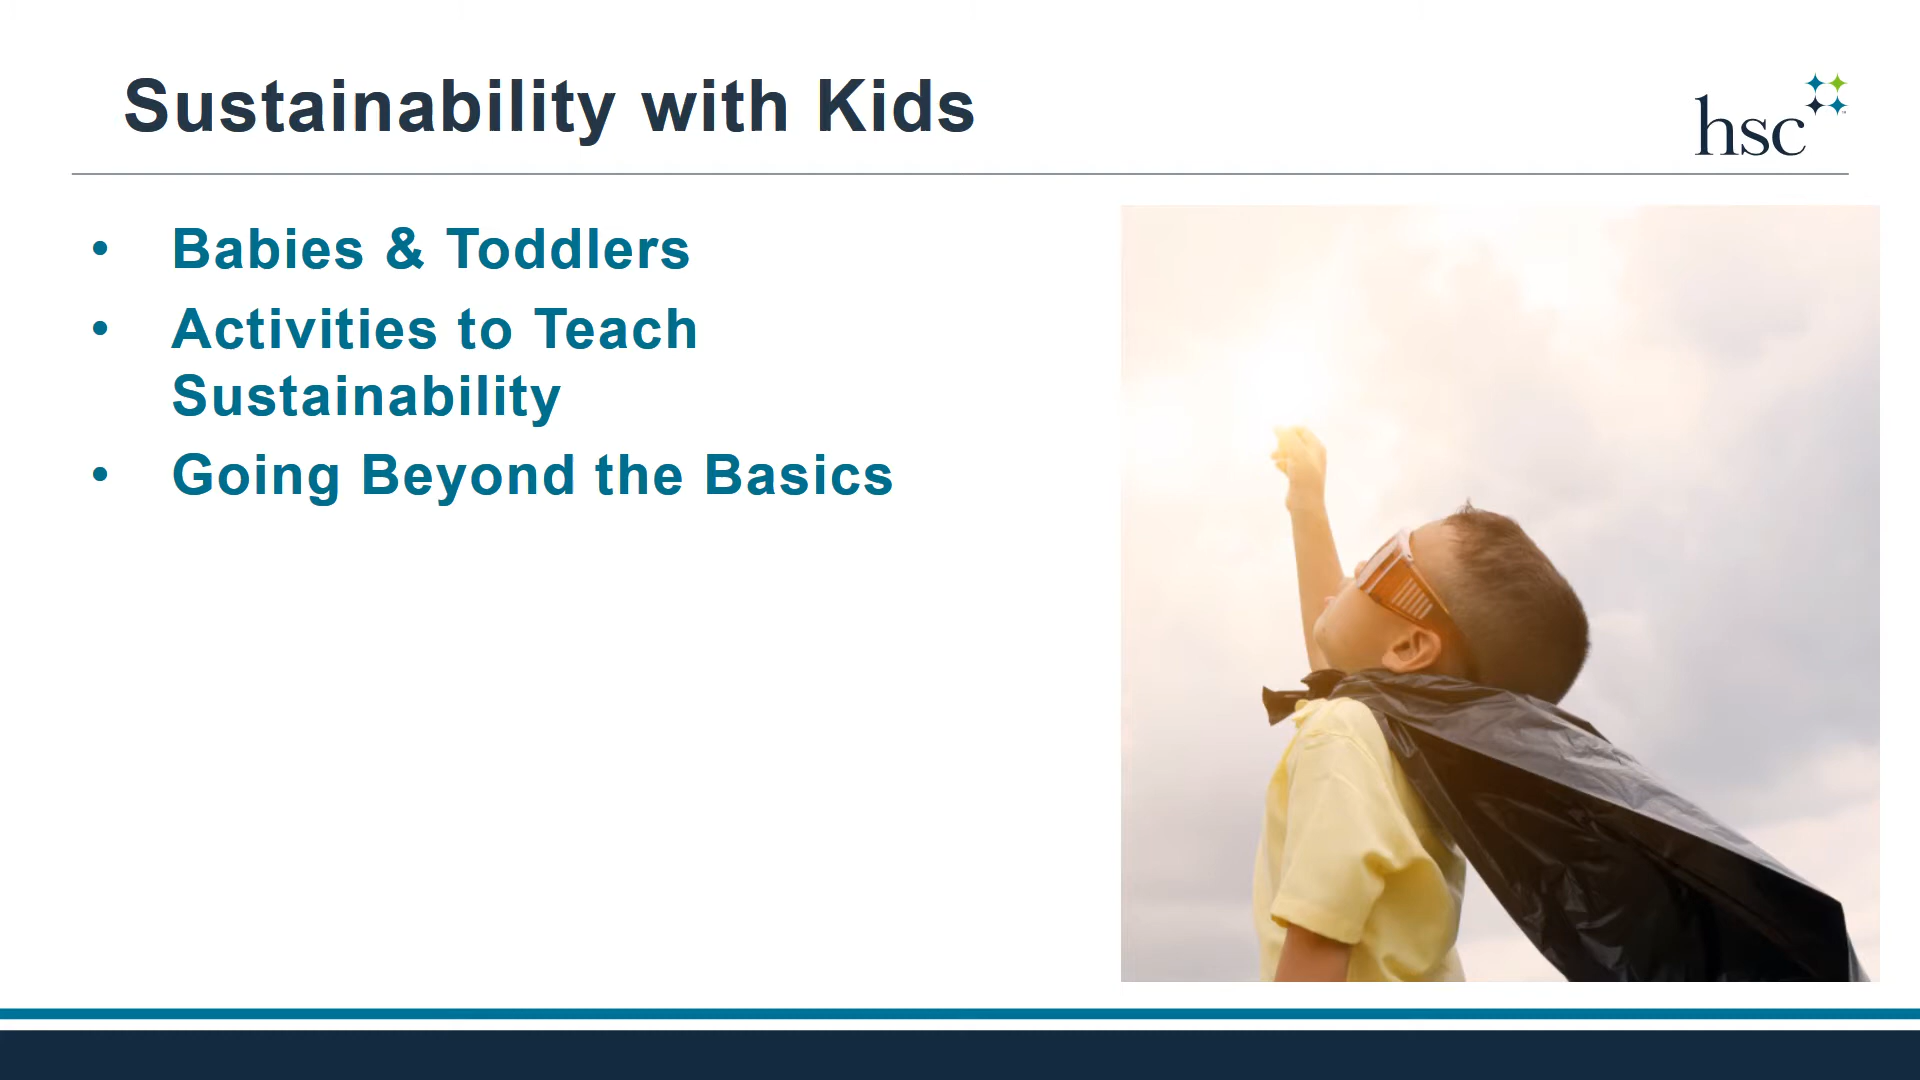 Sustainability with Kids
hsc
• Babies & Toddlers
• Activities to Teach
Sustainability
• Going Beyond the Basics